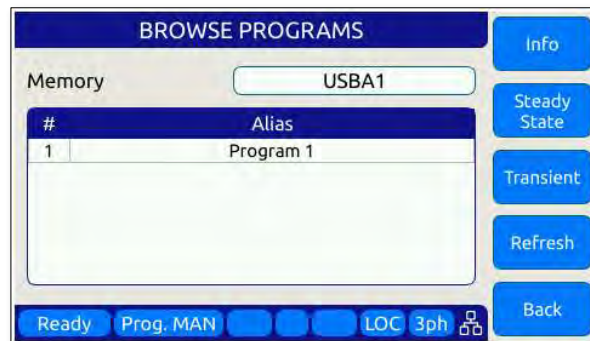 BROWSE PROGRAMS
Memory USBA1
# Alias
1 Program 1
Ready Prog. MAN LOC 3ph
Info
Steady
State
Transient
Refresh
Back